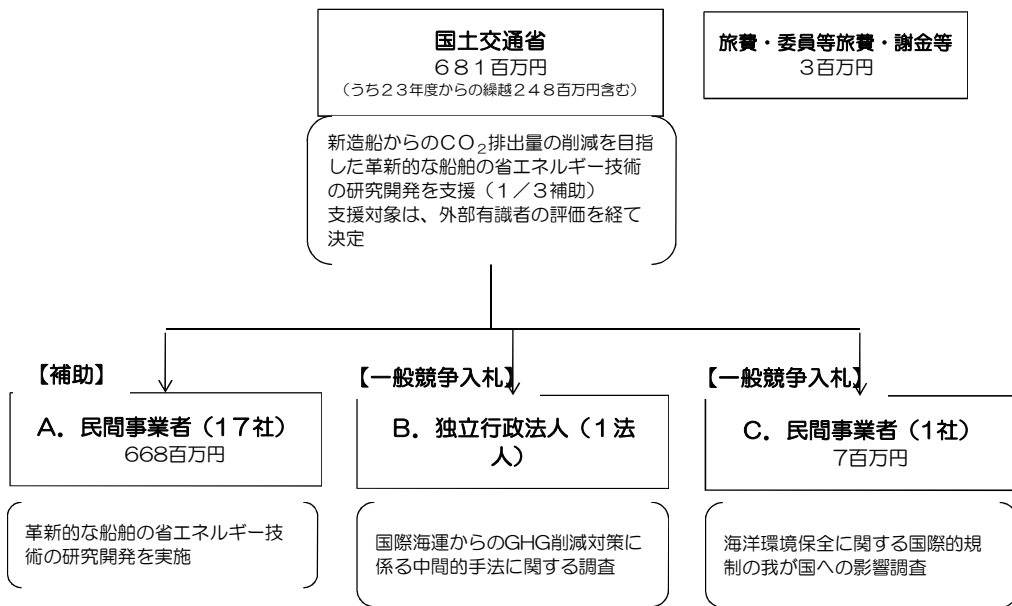 国土交通省
681百万円
（うち23年度からの繰越248百万円含む）
旅費・委員等旅費・謝金等
3百万円
新造船からのCO₂排出量の削減を目指
した革新的な船舶の省エネルギー技術
の研究開発を支援（1／3補助）
支援対象は、外部有識者の評価を経て
決定
【補助】
A．民間事業者（17社）
668百万円
革新的な船舶の省エネルギー技
術の研究開発を実施
【一般競争入札】
B．独立行政法人（1法
人）
国際海運からのGHG削減対策に
係る中間的手法に関する調査
【一般競争入札】
C．民間事業者（1社）
7百万円
海洋環境保全に関する国際的規
制の我が国への影響調査